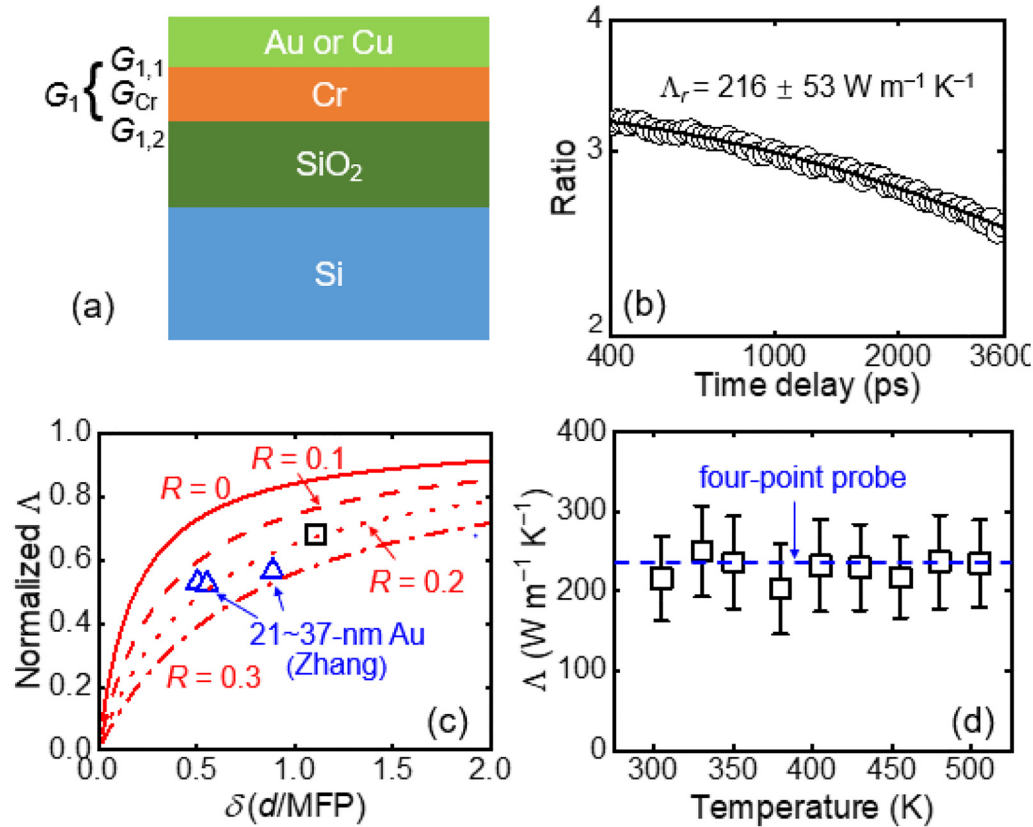 (a)
Au or Cu
G1 {
G1,1
GCr
G1,2
Cr
SiO2
Si
(b)
Λr = 216 ± 53 W m⁻¹ K⁻¹
Ratio
4
3
2
400 1000 2000 3600
Time delay (ps)
(c)
Normalized Λ
1.0
0.8
0.6
0.4
0.2
0.0
R = 0
R = 0.1
R = 0.2
R = 0.3
21~37-nm Au
(Zhang)
0.0 0.5 1.0 1.5 2.0
δ (d/MFP)
(d)
Λ (W m⁻¹ K⁻¹)
400
300
200
100
0
four-point probe
300 350 400 450 500
Temperature (K)